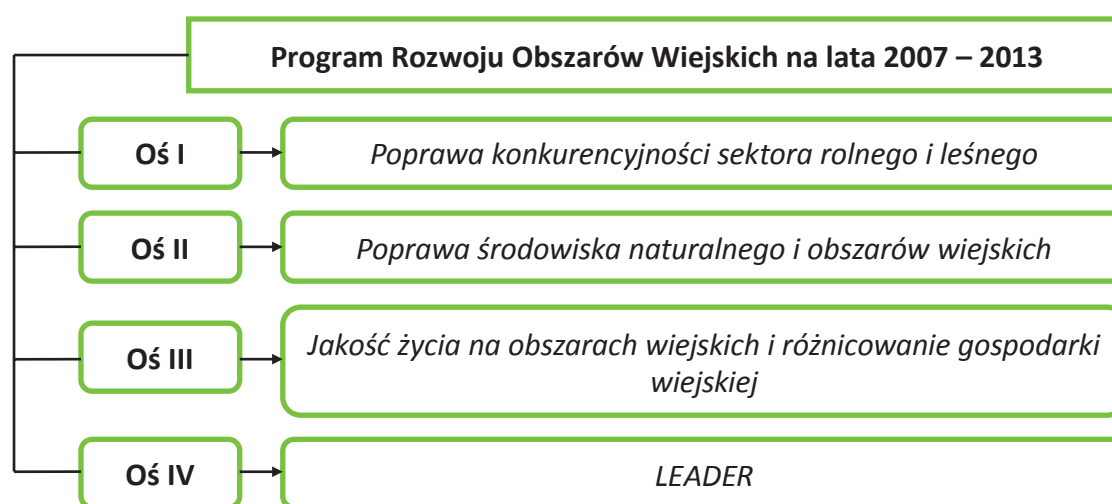 Program Rozwoju Obszarów Wiejskich na lata 2007 – 2013
Oś I
Poprawa konkurencyjności sektora rolnego i leśnego
Oś II
Poprawa środowiska naturalnego i obszarów wiejskich
Oś III
Jakość życia na obszarach wiejskich i różnicowanie gospodarki
wiejskiej
Oś IV
LEADER